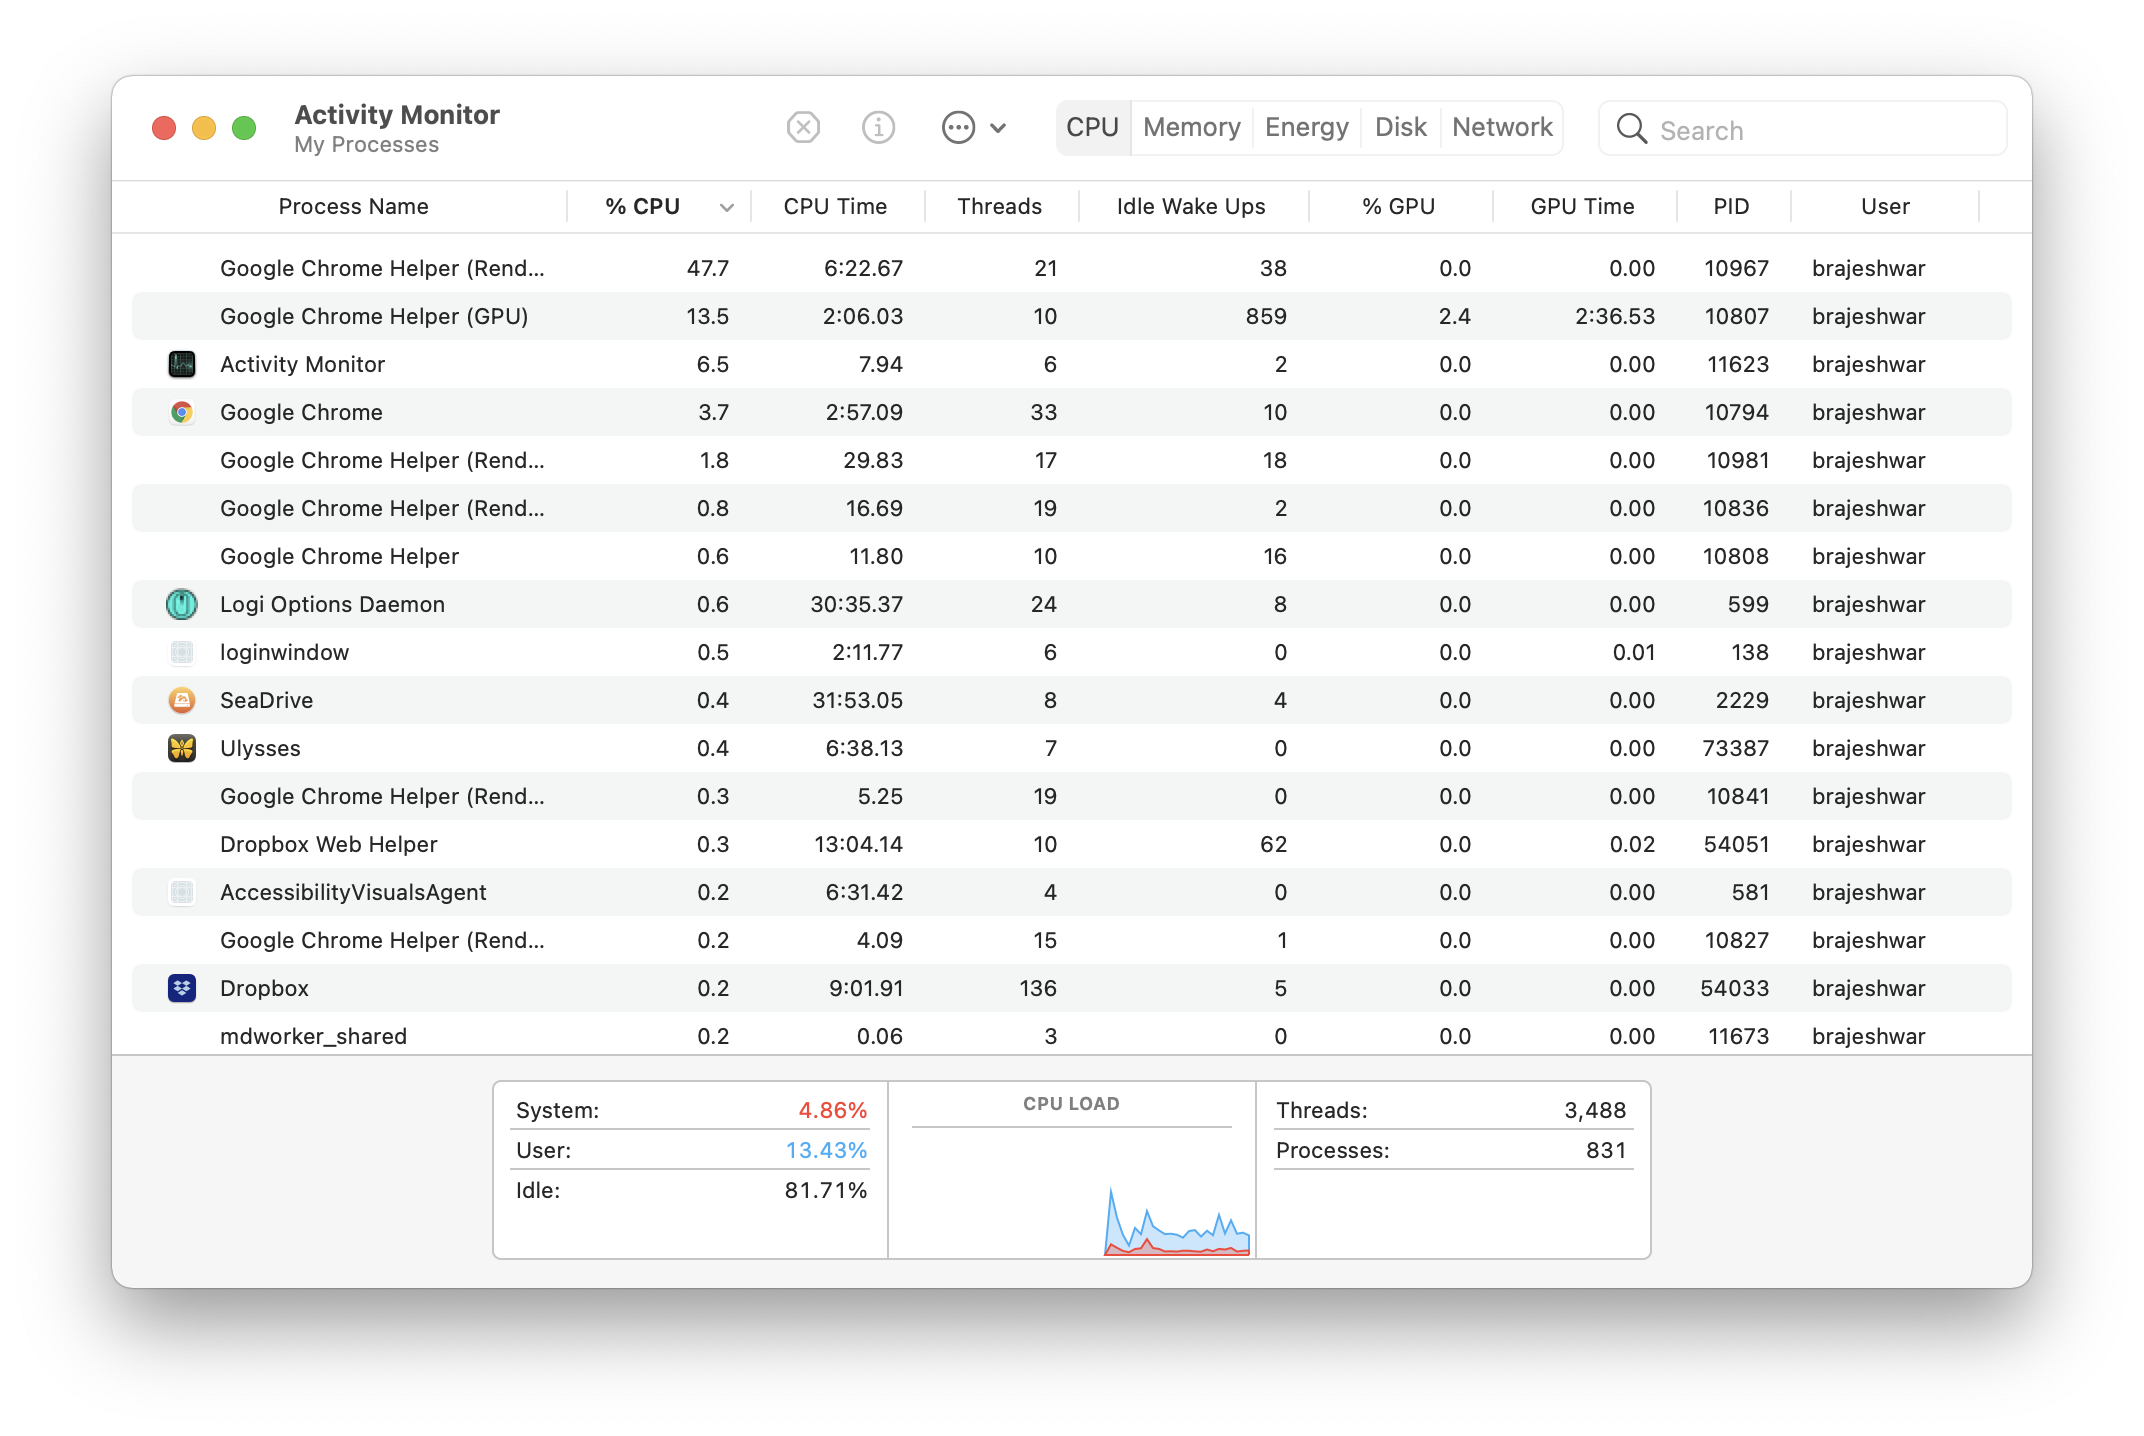 Activity Monitor
My Processes
CPU Memory Energy Disk Network
Search
Process Name % CPU CPU Time Threads Idle Wake Ups % GPU GPU Time PID User
Google Chrome Helper (Rend... 47.7 6:22.67 21 38 0.0 0.00 10967 brajeshwar
Google Chrome Helper (GPU) 13.5 2:06.03 10 859 2.4 2:36.53 10807 brajeshwar
Activity Monitor 6.5 7.94 6 2 0.0 0.00 11623 brajeshwar
Google Chrome 3.7 2:57.09 33 10 0.0 0.00 10794 brajeshwar
Google Chrome Helper (Rend... 1.8 29.83 17 18 0.0 0.00 10981 brajeshwar
Google Chrome Helper (Rend... 0.8 16.69 19 2 0.0 0.00 10836 brajeshwar
Google Chrome Helper 0.6 11.80 10 16 0.0 0.00 10808 brajeshwar
Logi Options Daemon 0.6 30:35.37 24 8 0.0 0.00 599 brajeshwar
loginwindow 0.5 2:11.77 6 0 0.0 0.01 138 brajeshwar
SeaDrive 0.4 31:53.05 8 4 0.0 0.00 2229 brajeshwar
Ulysses 0.4 6:38.13 7 0 0.0 0.00 73387 brajeshwar
Google Chrome Helper (Rend... 0.3 5.25 19 0 0.0 0.00 10841 brajeshwar
Dropbox Web Helper 0.3 13:04.14 10 62 0.0 0.02 54051 brajeshwar
AccessibilityVisualsAgent 0.2 6:31.42 4 0 0.0 0.00 581 brajeshwar
Google Chrome Helper (Rend... 0.2 4.09 15 1 0.0 0.00 10827 brajeshwar
Dropbox 0.2 9:01.91 136 5 0.0 0.00 54033 brajeshwar
mdworker_shared 0.2 0.06 3 0 0.0 0.00 11673 brajeshwar
System: 4.86%
User: 13.43%
Idle: 81.71%
CPU LOAD
Threads: 3,488
Processes: 831